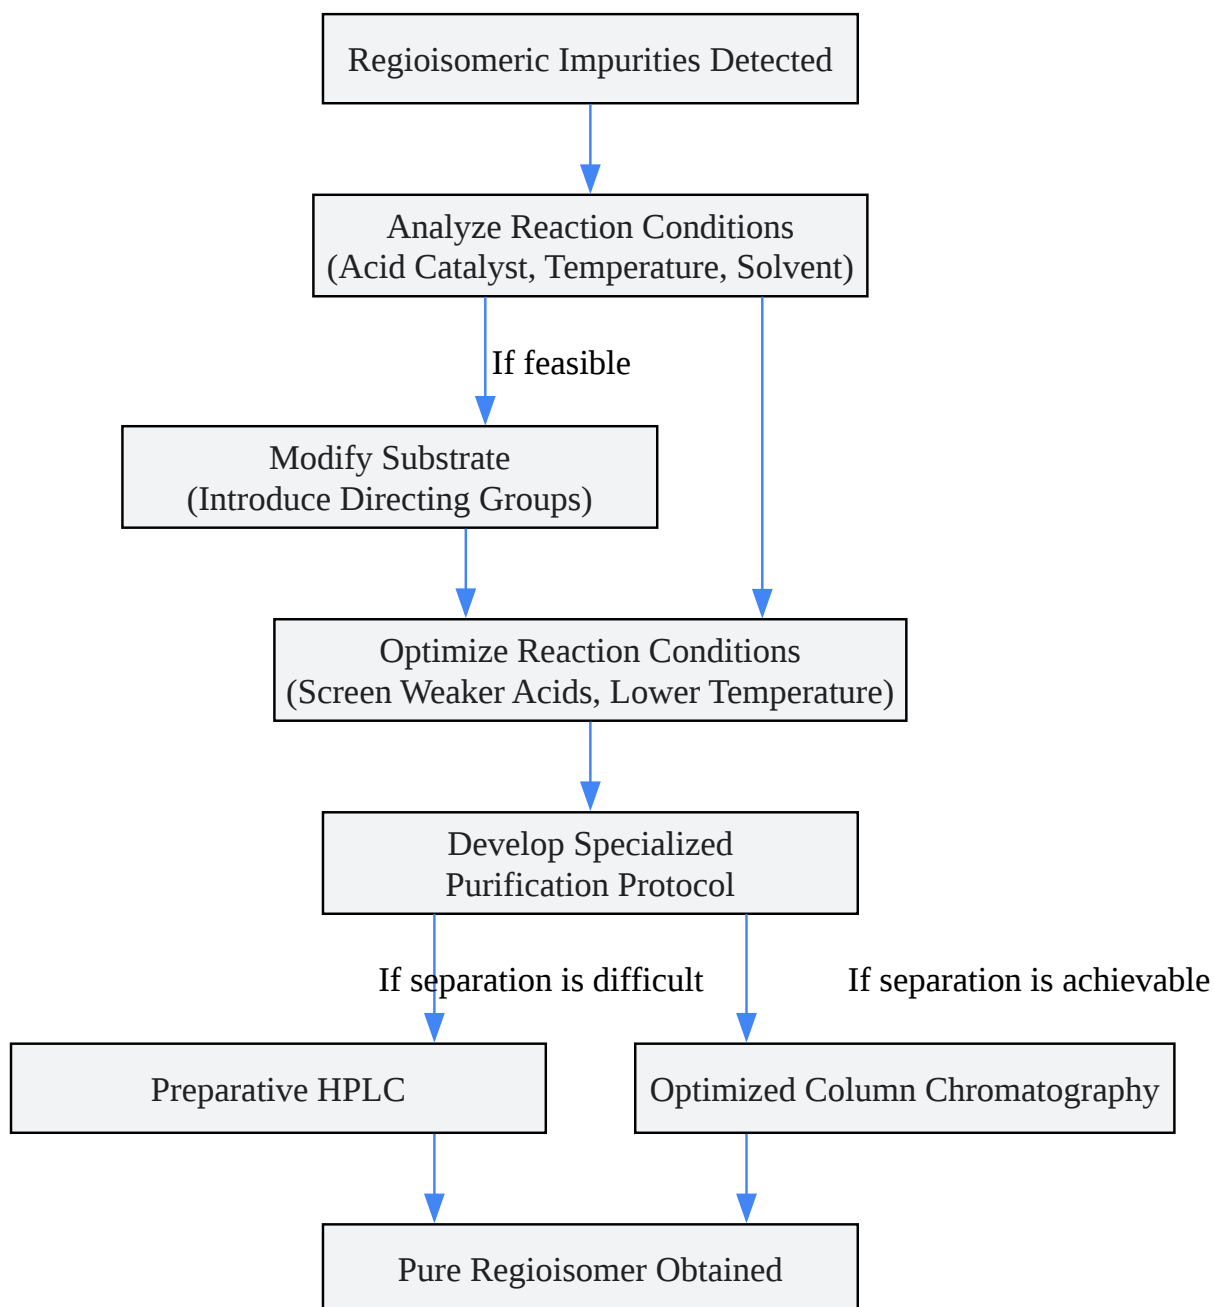 Regioisomeric Impurities Detected
Analyze Reaction Conditions
(Acid Catalyst, Temperature, Solvent)
If feasible
Modify Substrate
(Introduce Directing Groups)
Optimize Reaction Conditions
(Screen Weaker Acids, Lower Temperature)
Develop Specialized
Purification Protocol
If separation is difficult
If separation is achievable
Preparative HPLC
Optimized Column Chromatography
Pure Regioisomer Obtained